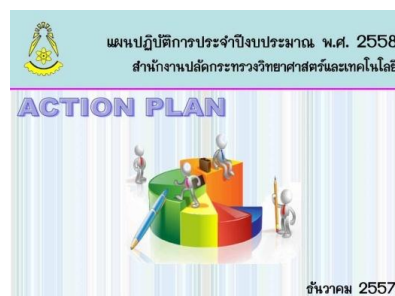 แผนปฏิบัติการประจำปีงบประมาณ พ.ศ. 2558
สำนักงานปลัดกระทรวงวิทยาศาสตร์และเทคโนโลยี
ACTION PLAN
ธันวาคม 2557